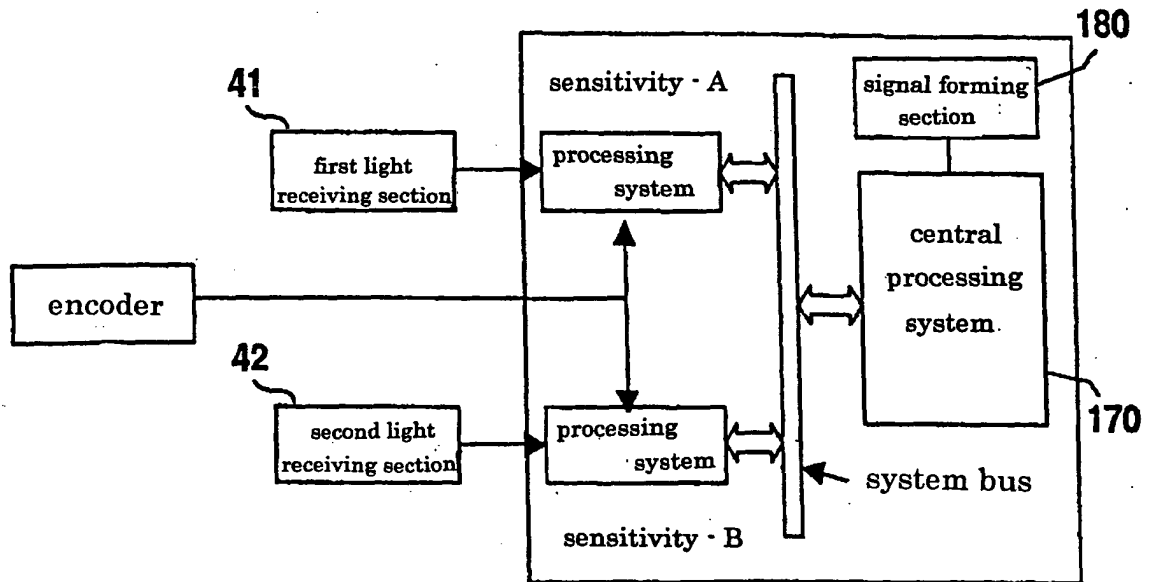 180
sensitivity - A
signal forming
section
41
first light
receiving section
processing
system
central
processing
system.
encoder
42
second light
receiving section
processing
system
170
system bus
sensitivity - B